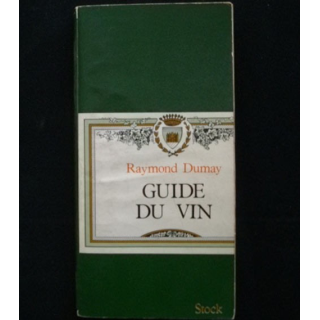 Raymond Dumay
GUIDE
DU VIN
Stock